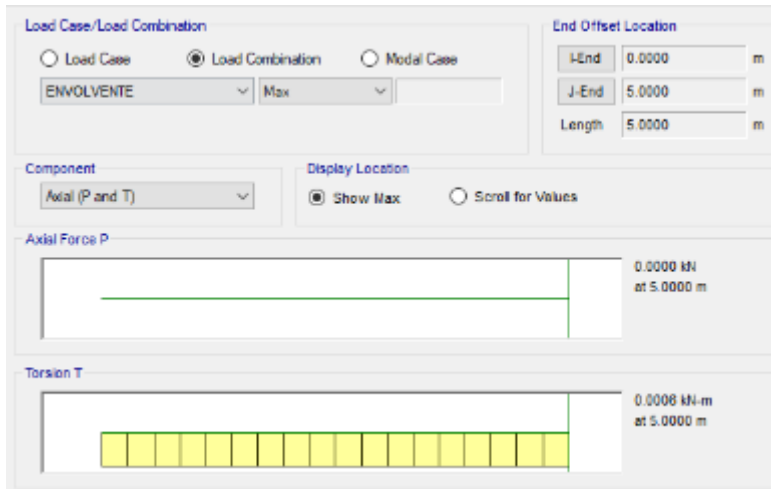 Load Case/Load Combination
End Offset Location
Load Case
Load Combination
Modal Case
I-End
0.0000
m
ENVOLVENTE
Max
J-End
5.0000
m
Length
5.0000
m
Component
Display Location
Axial (P and T)
Show Max
Scroll for Values
Axial Force P
0.0000 kN
at 5.0000 m
Torsion T
0.0006 kN-m
at 5.0000 m